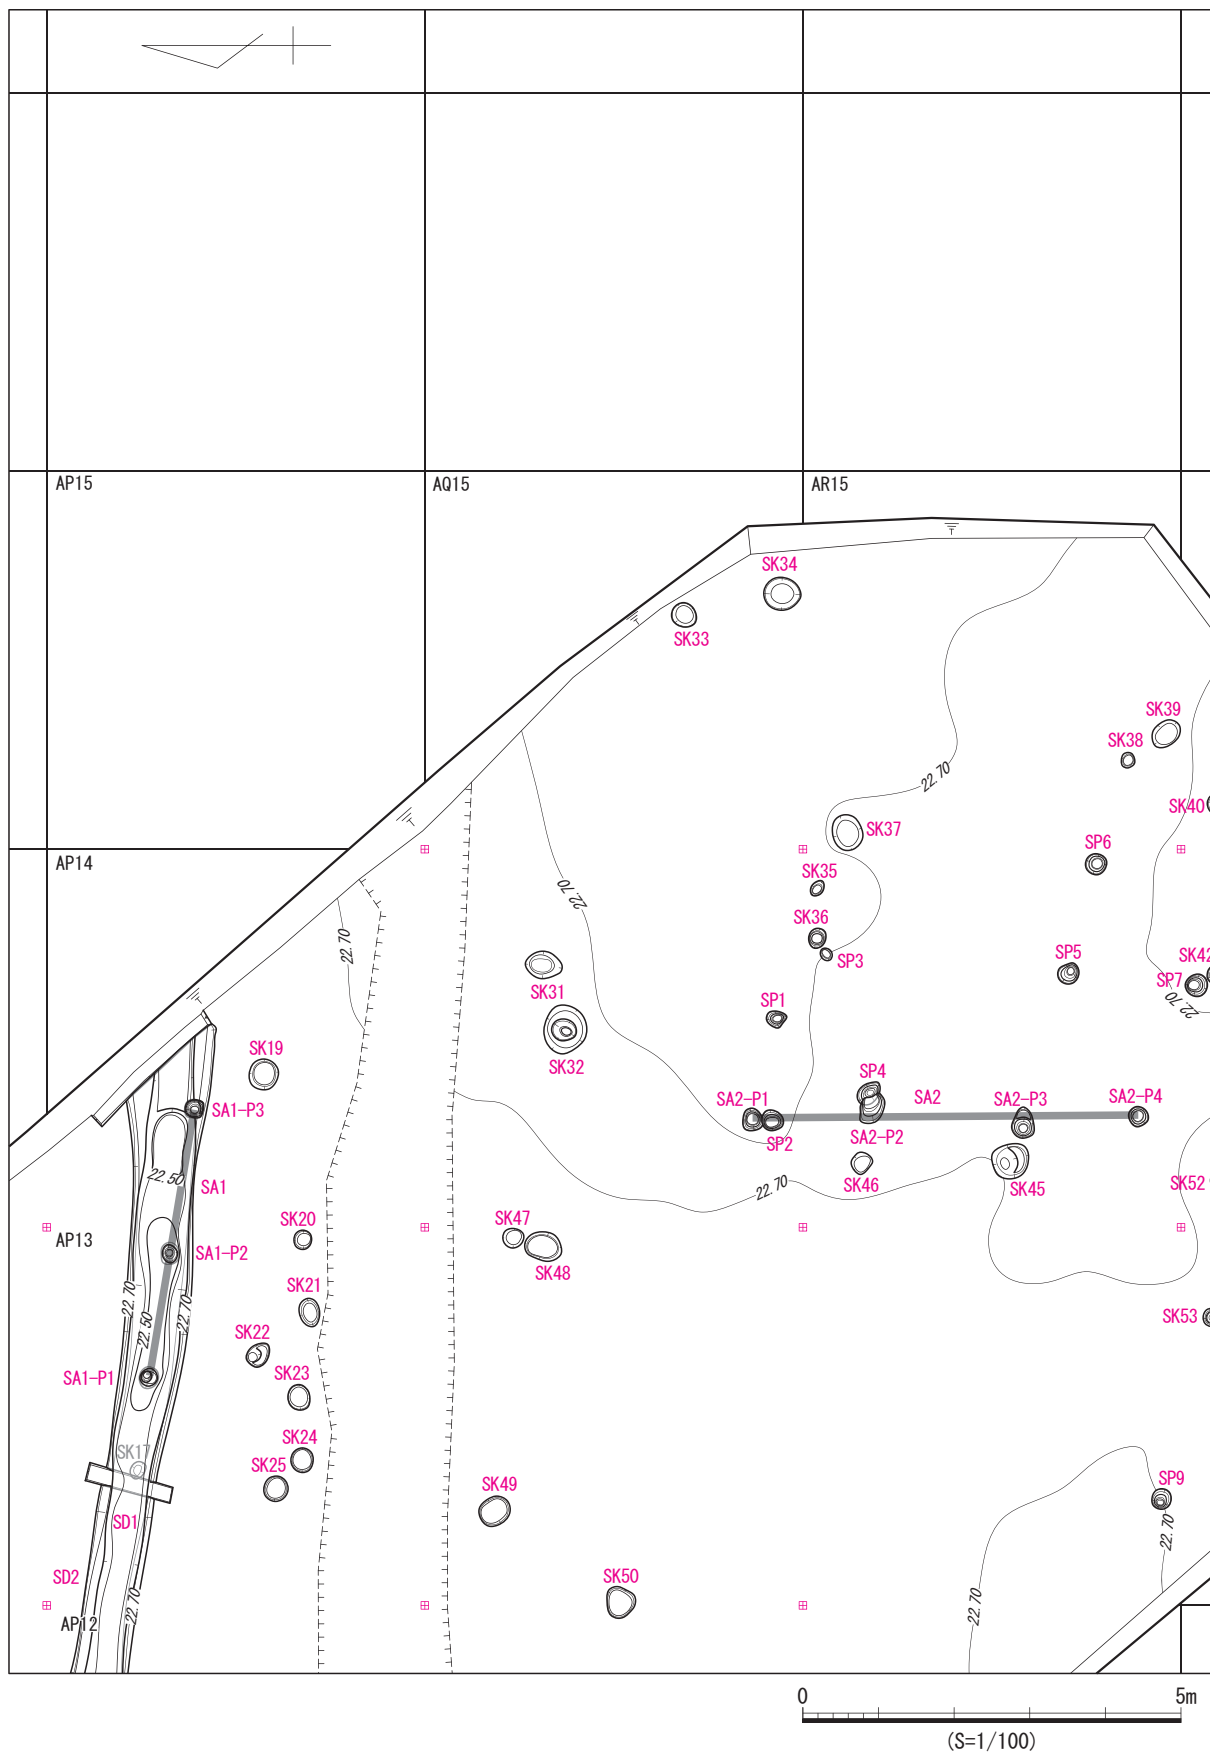 AP15
AQ15
AR15
SK34
SK33
SK39
SK38
22.70
SK40
SK37
AP14
SP6
SK35
22.70
SK36
22.70
SP3
SP5
SK42
SP7
SK31
22.70
SP1
SK19
SK32
SP4
SA2-P1
SA2
SA2-P3
SA2-P4
SA1-P3
SP2
SA2-P2
22.50
SA1
SK46
22.70
SK45
SK52
SK20
SK47
AP13
SA1-P2
SK48
SK21
22.70
22.70
22.50
SK53
SK22
SA1-P1
SK23
SK24
SK17
SK25
SK49
SP9
SD1
22.70
SD2
SK50
22.70
22.70
AP12
0
5m
(S=1/100)